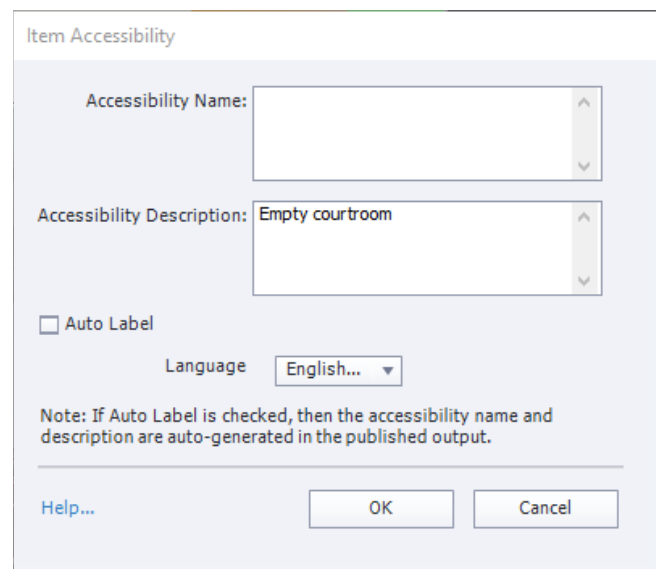 Item Accessibility
Accessibility Name:
Accessibility Description: Empty courtroom
Auto Label
Language English...
Note: If Auto Label is checked, then the accessibility name and
description are auto-generated in the published output.
Help... OK Cancel